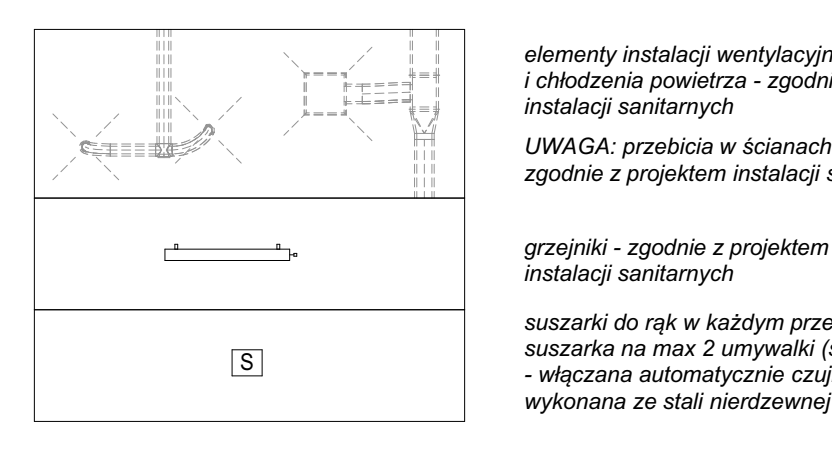 elementy instalacji wentylacyjn
i chłodzenia powietrza - zgodni
instalacji sanitarnych
UWAGA: przebicia w ścianach
zgodnie z projektem instalacji s
grzejniki - zgodnie z projektem
instalacji sanitarnych
S
suszarki do rąk w każdym prze
suszarka na max 2 umywalki (s
- włączana automatycznie czuj
wykonana ze stali nierdzewnej